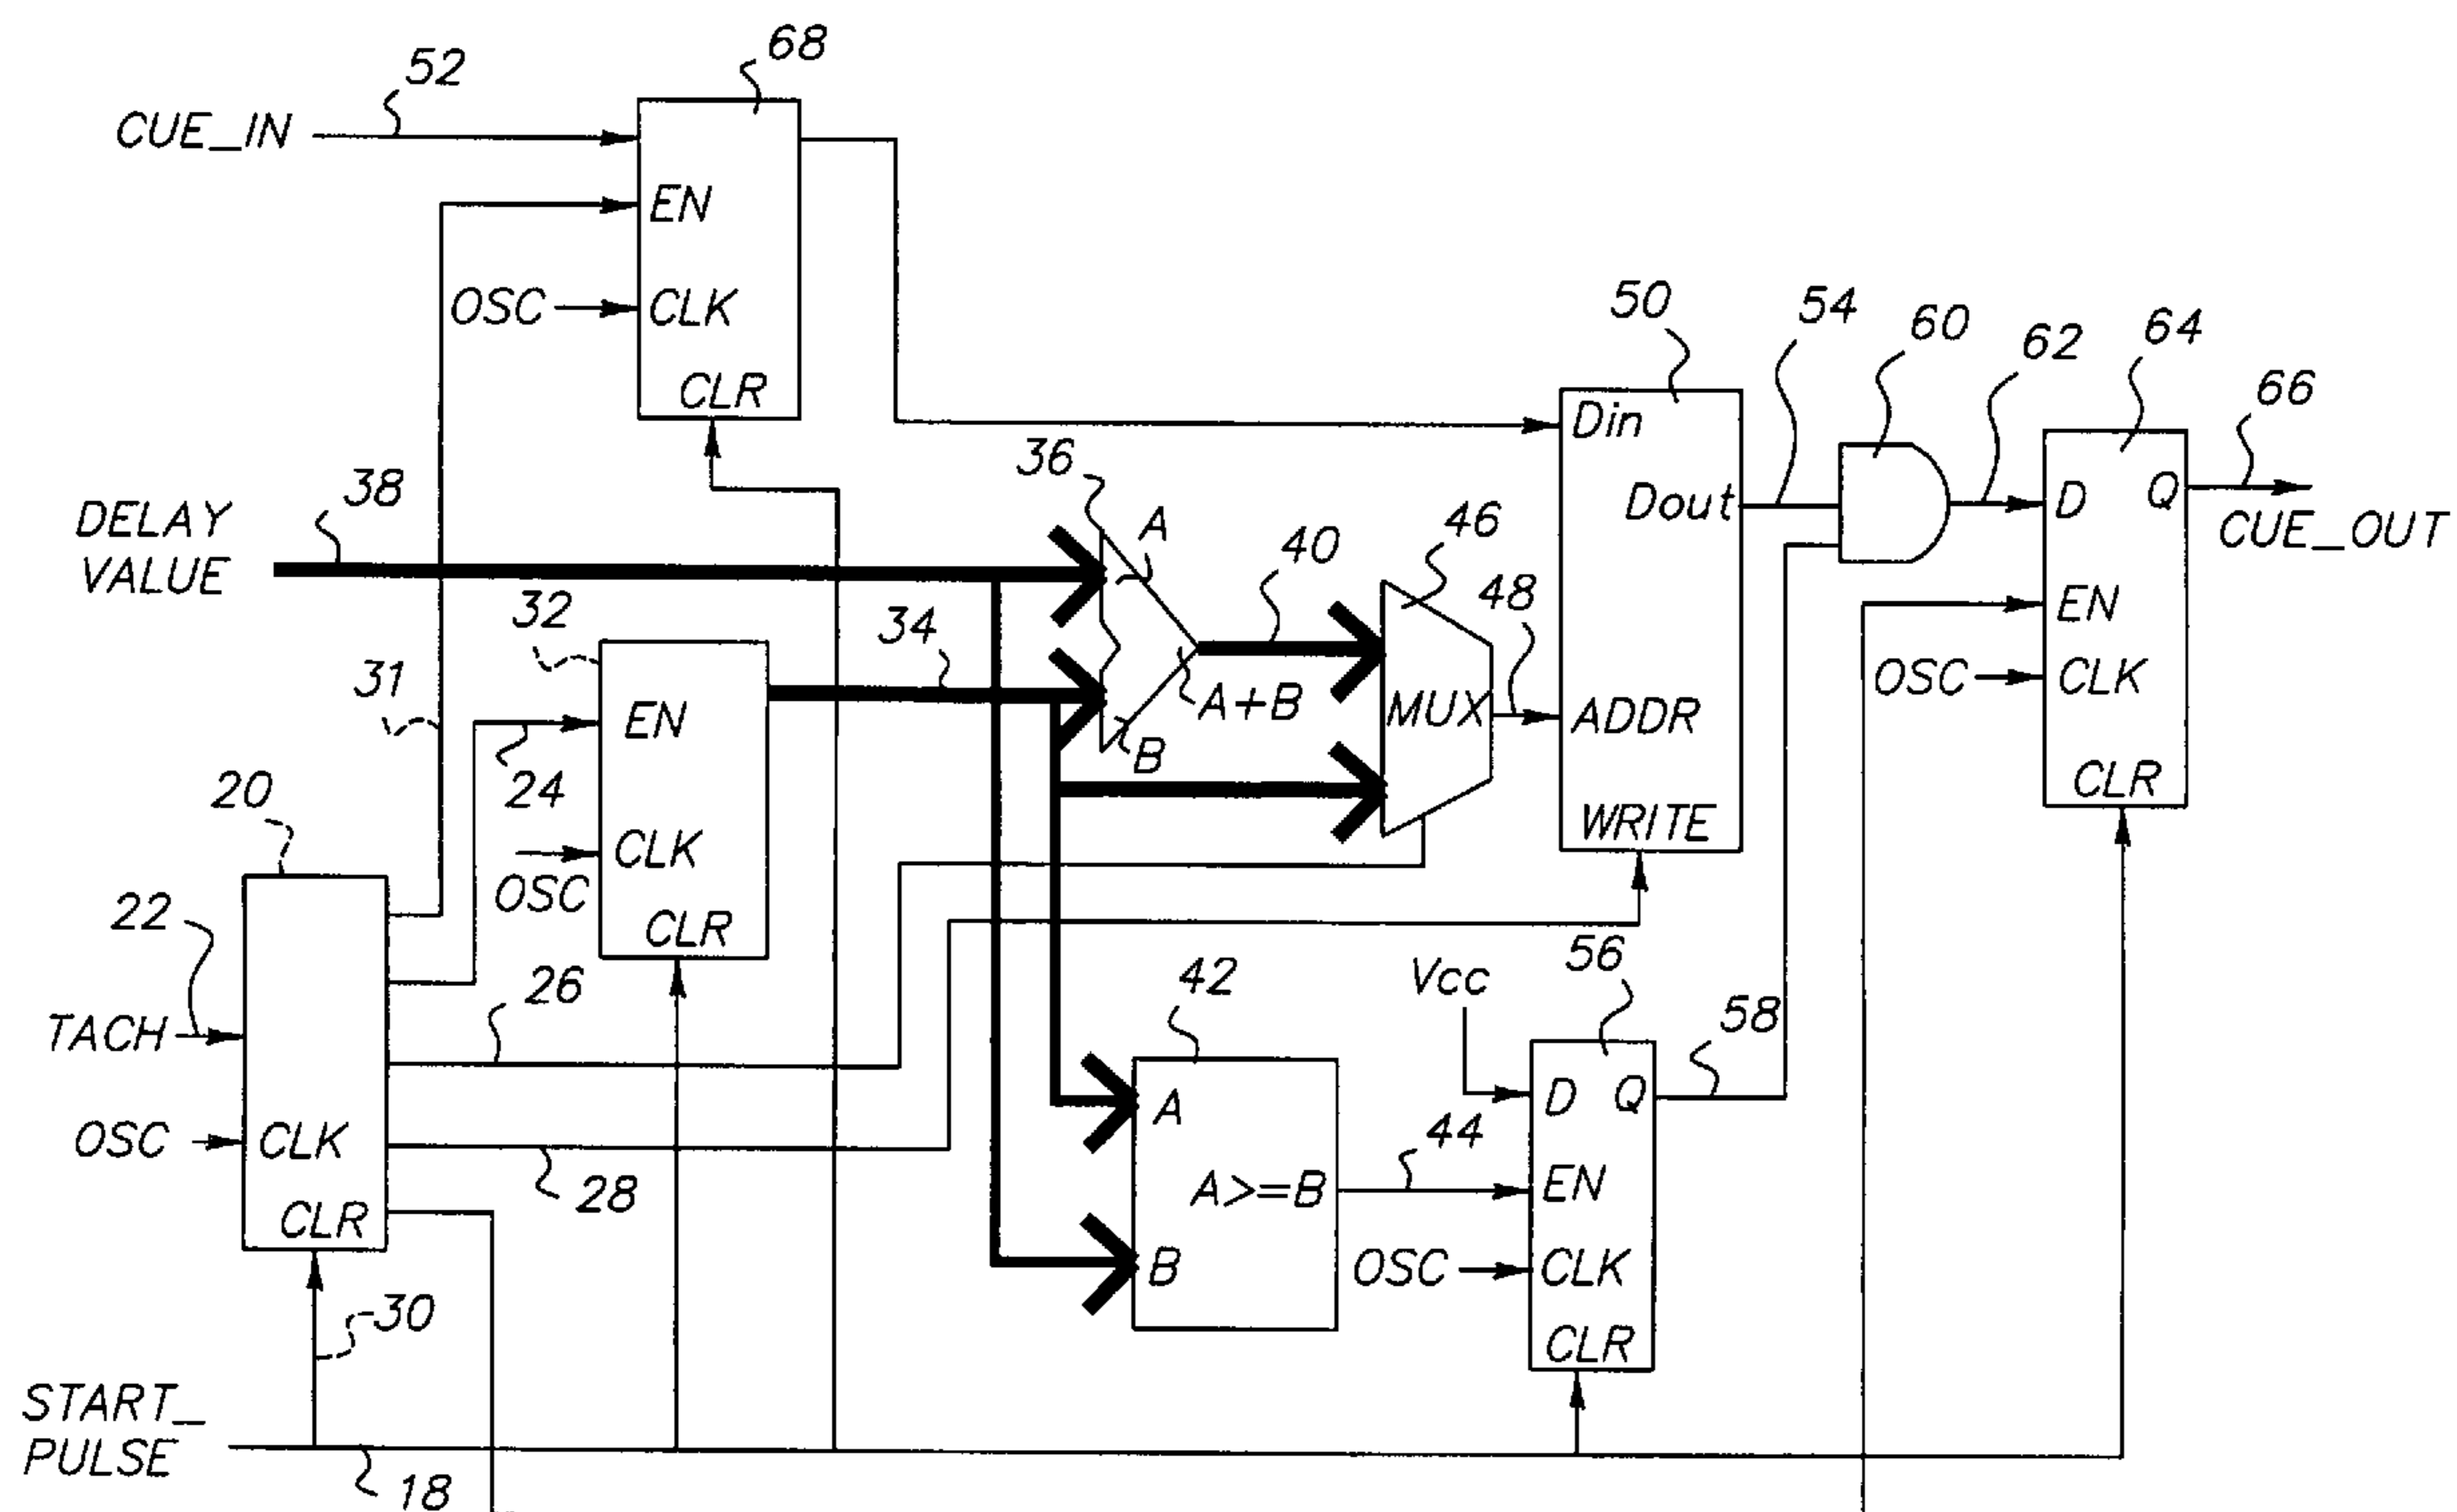 68
52
CUE_IN
EN
OSC
CLK
CLR
50
54
60
62
64
66
Din
Dout
D
Q
CUE_OUT
EN
OSC
CLK
CLR
ADDR
WRITE
36
A
38
DELAY
VALUE
40
46
48
32
34
A+B
MUX
B
31
EN
24
CLK
OSC
CLR
20
22
TACH
OSC
CLK
CLR
26
28
42
A
A>=B
B
44
Vcc
56
58
D
Q
EN
OSC
CLK
CLR
30
START_
PULSE
18